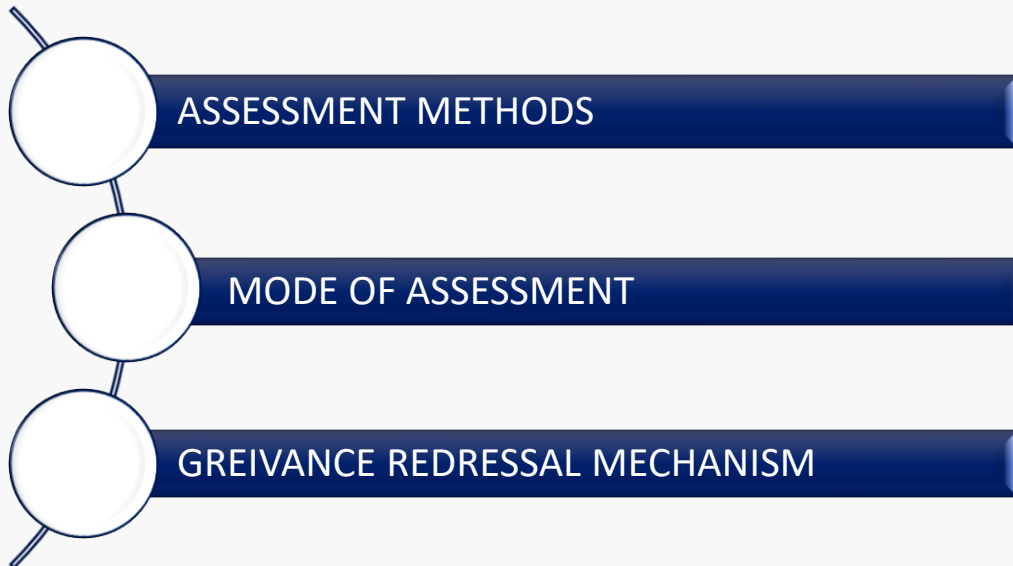 ASSESSMENT METHODS
MODE OF ASSESSMENT
GREIVANCE REDRESSAL MECHANISM